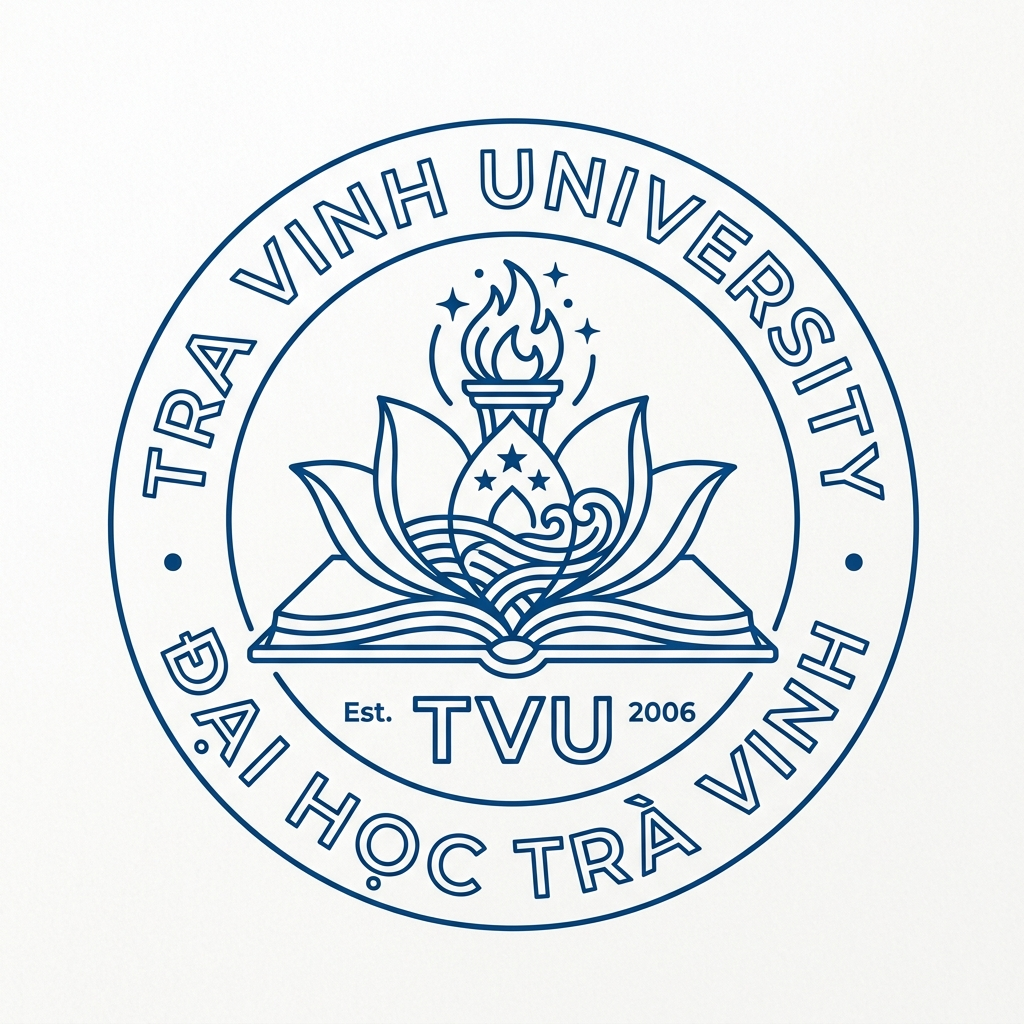 TRA VINH UNIVERSITY
Est. TVU 2006
ĐẠI HỌC TRÀ VINH